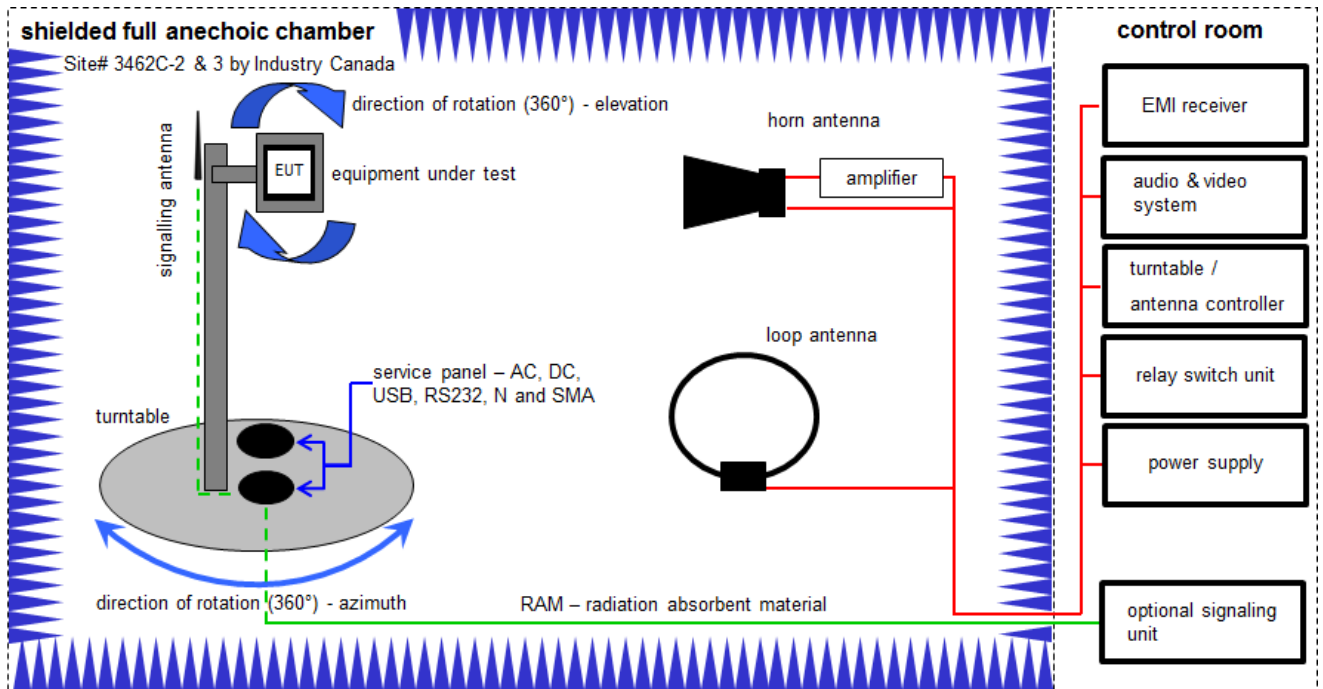 shielded full anechoic chamber
Site# 3462C-2 & 3 by Industry Canada
direction of rotation (360°) - elevation
signalling antenna
EUT
equipment under test
horn antenna
amplifier
loop antenna
service panel – AC, DC,
USB, RS232, N and SMA
turntable
direction of rotation (360°) - azimuth
RAM – radiation absorbent material
control room
EMI receiver
audio & video
system
turntable /
antenna controller
relay switch unit
power supply
optional signaling
unit